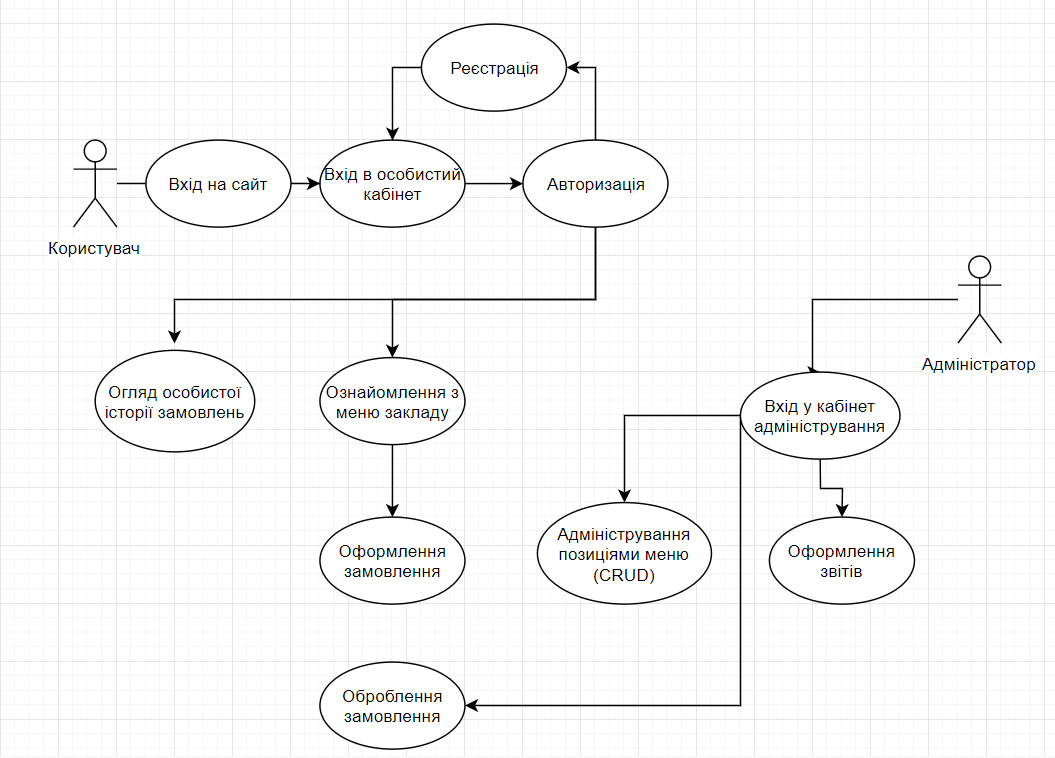 Реєстрація
Вхід на сайт
Вхід в особистий
кабінет
Авторизація
Користувач
Адміністратор
Огляд особистої
історії замовлень
Ознайомлення з
меню закладу
Вхід у кабінет
адміністрування
Оформлення
замовлення
Адміністрування
позиціями меню
(CRUD)
Оформлення
звітів
Оброблення
замовлення